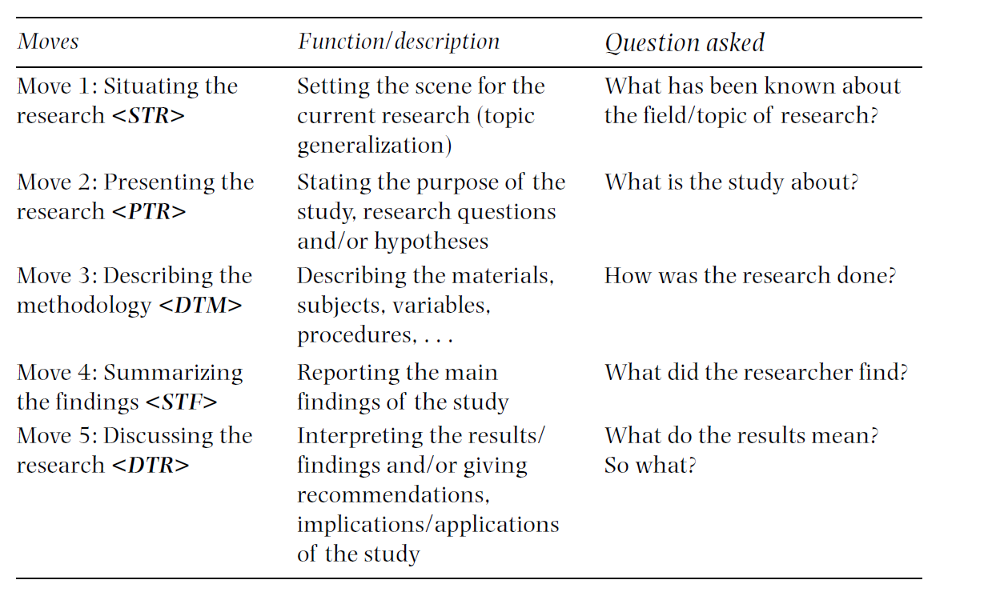 Moves Function/description Question asked
Move 1: Situating the Setting the scene for the What has been known about
research <STR> current research (topic the field/topic of research?
generalization)
Move 2: Presenting the Stating the purpose of the What is the study about?
research <PTR> study, research questions
and/or hypotheses
Move 3: Describing the Describing the materials, How was the research done?
methodology <DTM> subjects, variables,
procedures, . . .
Move 4: Summarizing Reporting the main What did the researcher find?
the findings <STF> findings of the study
Move 5: Discussing the Interpreting the results/ What do the results mean?
research <DTR> findings and/or giving So what?
recommendations,
implications/applications
of the study